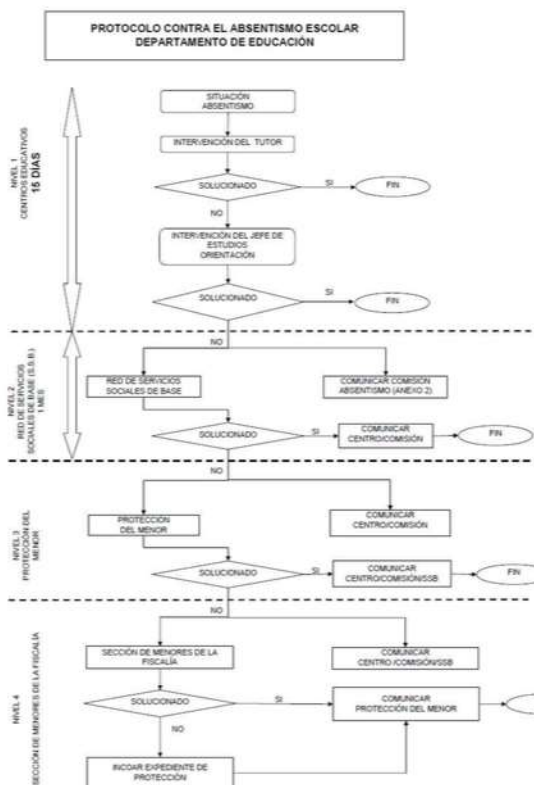 PROTOCOLO CONTRA EL ABSENTISMO ESCOLAR
DEPARTAMENTO DE EDUCACIÓN
NIVEL 1
CENTROS EDUCATIVOS
15 DÍAS
SITUACIÓN
ABSENTISMO
INTERVENCIÓN DEL TUTOR
SOLUCIONADO
SI
FIN
NO
INTERVENCIÓN DEL JEFE DE
ESTUDIOS
ORIENTACIÓN
SOLUCIONADO
SI
FIN
NO
NIVEL 2
RED DE SERVICIOS
SOCIALES DE BASE (S.S.B.)
1 MES
RED DE SERVICIOS
SOCIALES DE BASE
COMUNICAR COMISIÓN
ABSENTISMO (ANEXO 2)
SOLUCIONADO
SI
COMUNICAR
CENTRO/COMISIÓN
FIN
NO
NIVEL 3
PROTECCIÓN DEL
MENOR
PROTECCIÓN
DEL MENOR
COMUNICAR
CENTRO/COMISIÓN
SOLUCIONADO
SI
COMUNICAR
CENTRO/COMISIÓN/SSB
FIN
NO
NIVEL 4
SECCIÓN DE MENORES DE LA FISCALÍA
SECCIÓN DE MENORES DE LA
FISCALÍA
COMUNICAR
CENTRO /COMISIÓN/SSB
SOLUCIONADO
SI
COMUNICAR
PROTECCIÓN DEL MENOR
NO
INCOAR EXPEDIENTE DE
PROTECCIÓN